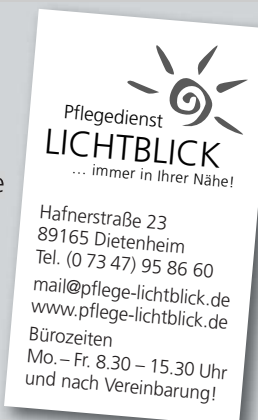 Pflegedienst
LICHTBLICK
... immer in Ihrer Nähe!
Hafnerstraße 23
89165 Dietenheim
Tel. (0 73 47) 95 86 60
mail@pflege-lichtblick.de
www.pflege-lichtblick.de
Bürozeiten
Mo. – Fr. 8.30 – 15.30 Uhr
und nach Vereinbarung!